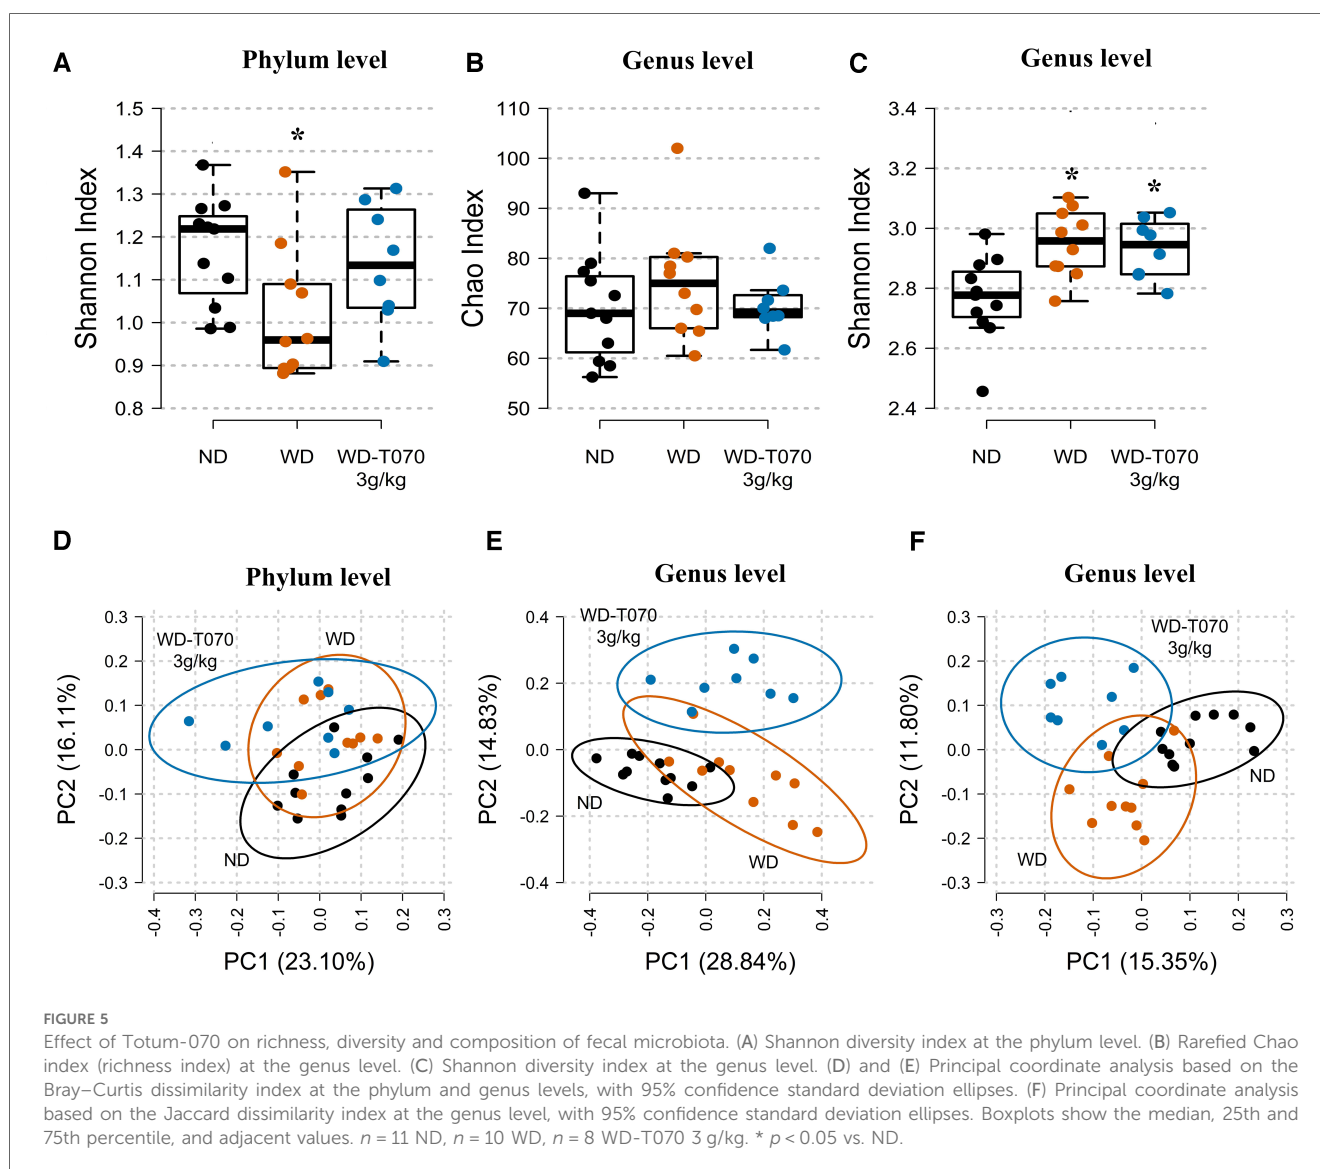 A
Phylum level
Shannon Index
1.5
1.4
1.3
1.2
1.1
1.0
0.9
0.8
*
ND
WD
WD-T070
3g/kg
B
Genus level
Chao Index
110
100
90
80
70
60
50
ND
WD
WD-T070
3g/kg
C
Genus level
Shannon Index
3.4
3.2
3.0
2.8
2.6
2.4
*
*
ND
WD
WD-T070
3g/kg
D
Phylum level
PC2 (16.11%)
0.3
0.2
0.1
0.0
-0.1
-0.2
-0.3
WD-T070
3g/kg
WD
ND
-0.4
-0.3
-0.2
-0.1
0.0
0.1
0.2
0.3
PC1 (23.10%)
E
Genus level
PC2 (14.83%)
0.4
0.2
0.0
-0.2
-0.4
WD-T070
3g/kg
ND
WD
-0.4
-0.2
0.0
0.2
0.4
PC1 (28.84%)
F
Genus level
PC2 (11.80%)
0.3
0.2
0.1
0.0
-0.1
-0.2
-0.3
WD-T070
3g/kg
ND
WD
-0.3
-0.2
-0.1
0.0
0.1
0.2
0.3
PC1 (15.35%)
FIGURE 5
Effect of Totum-070 on richness, diversity and composition of fecal microbiota. (A) Shannon diversity index at the phylum level. (B) Rarefied Chao
index (richness index) at the genus level. (C) Shannon diversity index at the genus level. (D) and (E) Principal coordinate analysis based on the
Bray–Curtis dissimilarity index at the phylum and genus levels, with 95% confidence standard deviation ellipses. (F) Principal coordinate analysis
based on the Jaccard dissimilarity index at the genus level, with 95% confidence standard deviation ellipses. Boxplots show the median, 25th and
75th percentile, and adjacent values. n = 11 ND, n = 10 WD, n = 8 WD-T070 3 g/kg. * p < 0.05 vs. ND.